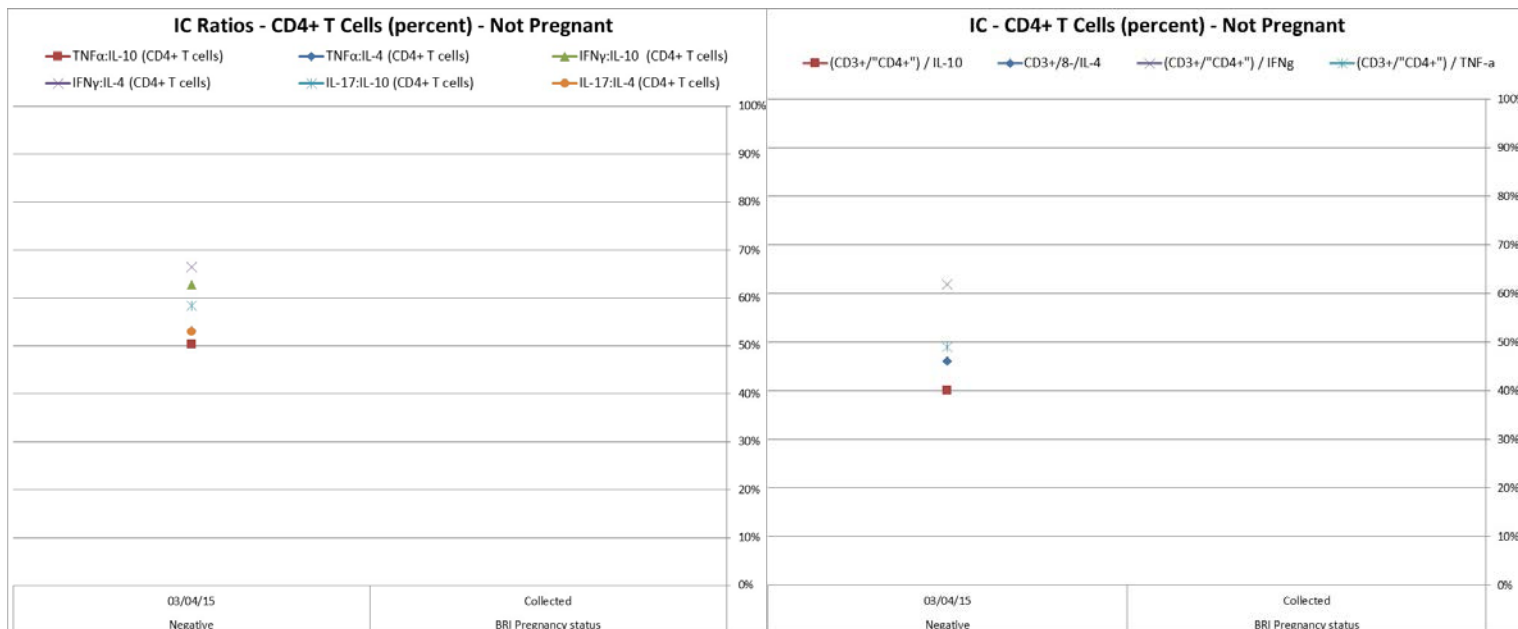 IC Ratios - CD4+ T Cells (percent) - Not Pregnant
TNFα:IL-10 (CD4+ T cells) TNFα:IL-4 (CD4+ T cells) IFNγ:IL-10 (CD4+ T cells)
IFNγ:IL-4 (CD4+ T cells) IL-17:IL-10 (CD4+ T cells) IL-17:IL-4 (CD4+ T cells)
100%
90%
80%
70%
60%
50%
40%
30%
20%
10%
0%
03/04/15 Collected
Negative BRI Pregnancy status
IC - CD4+ T Cells (percent) - Not Pregnant
(CD3+/"CD4+") / IL-10 CD3+/8-/IL-4 (CD3+/"CD4+") / IFNg (CD3+/"CD4+") / TNF-a
100%
90%
80%
70%
60%
50%
40%
30%
20%
10%
0%
03/04/15 Collected
Negative BRI Pregnancy status